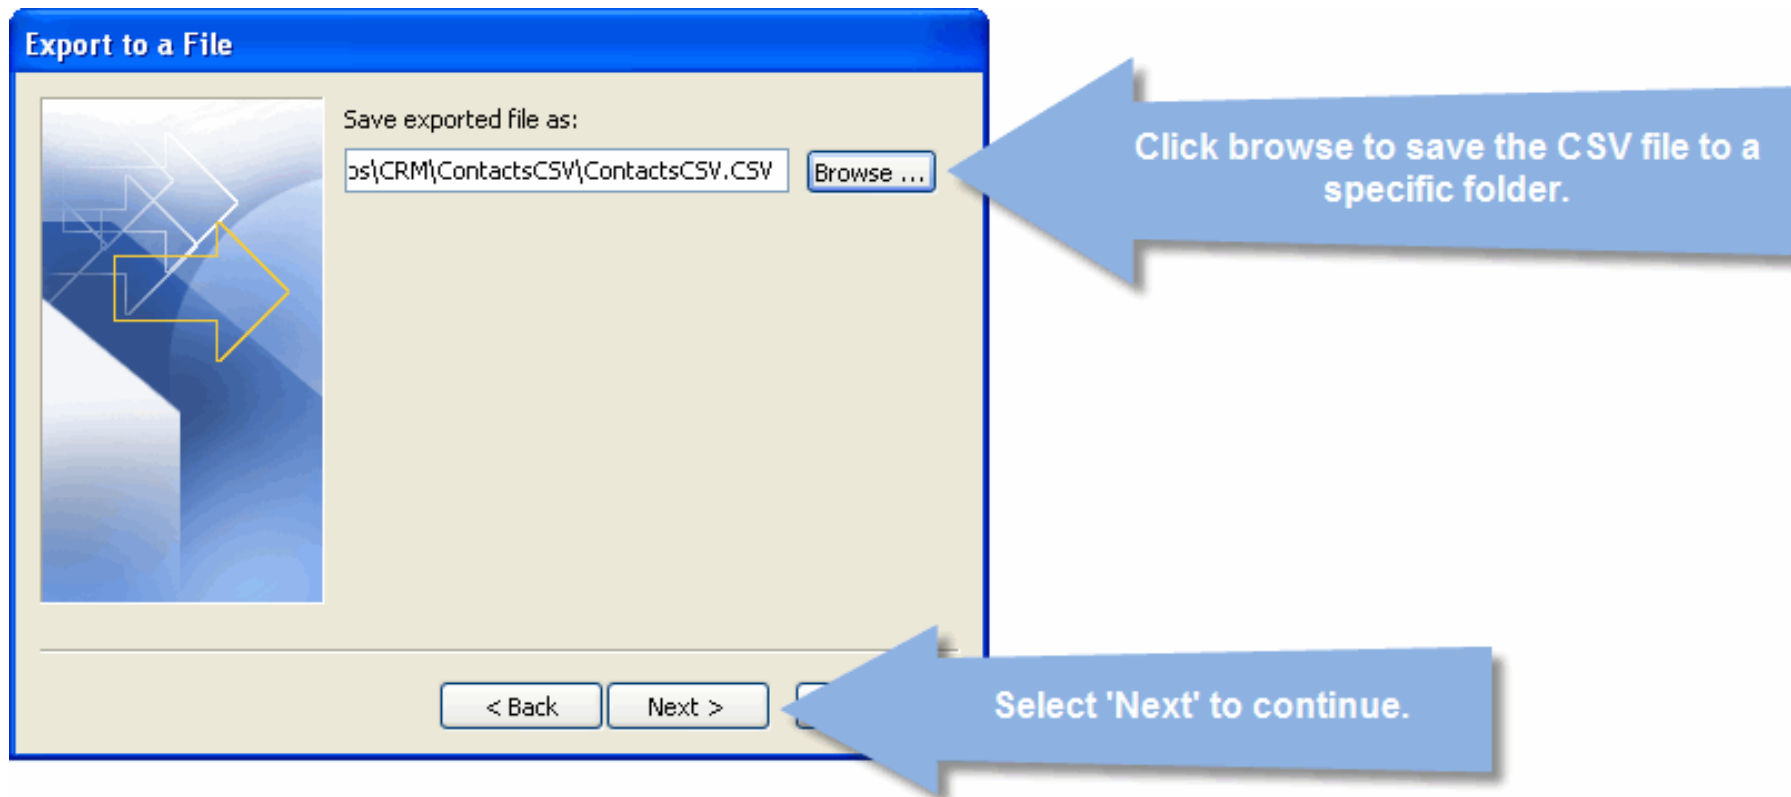 Export to a File
Save exported file as:
os\CRM\ContactsCSV\ContactsCSV.CSV
Browse ...
Click browse to save the CSV file to a
specific folder.
< Back
Next >
Select 'Next' to continue.